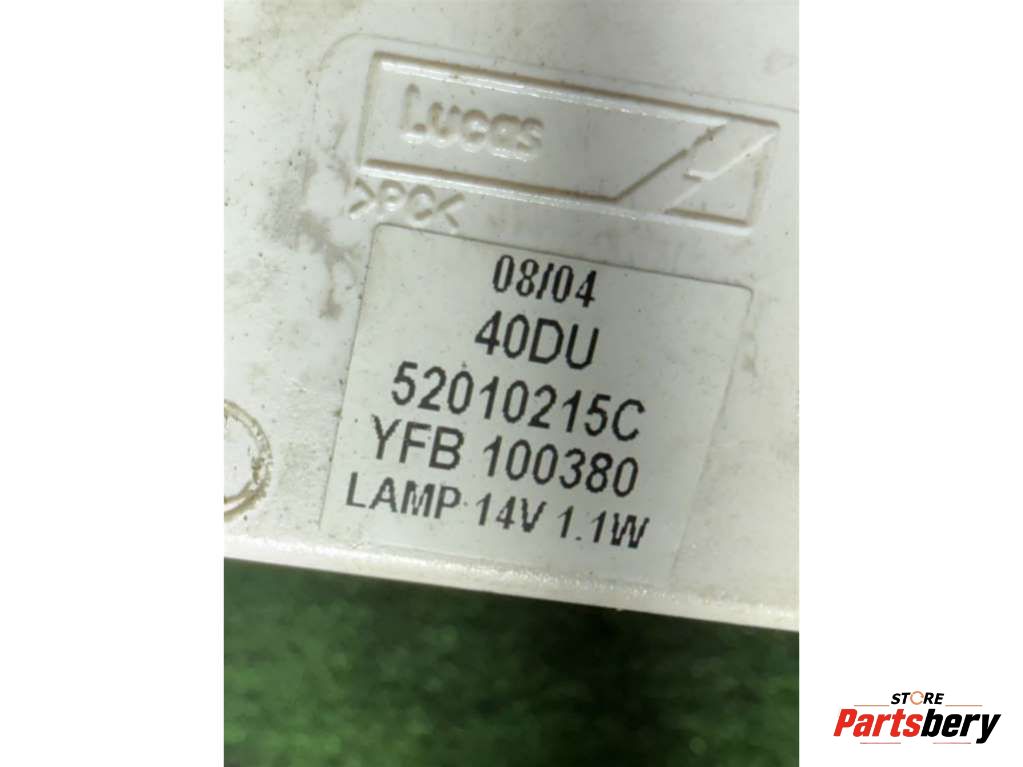 Lucas
>PC<
08/04
40DU
52010215C
YFB 100380
LAMP 14V 1.1W
STORE
Partsbery